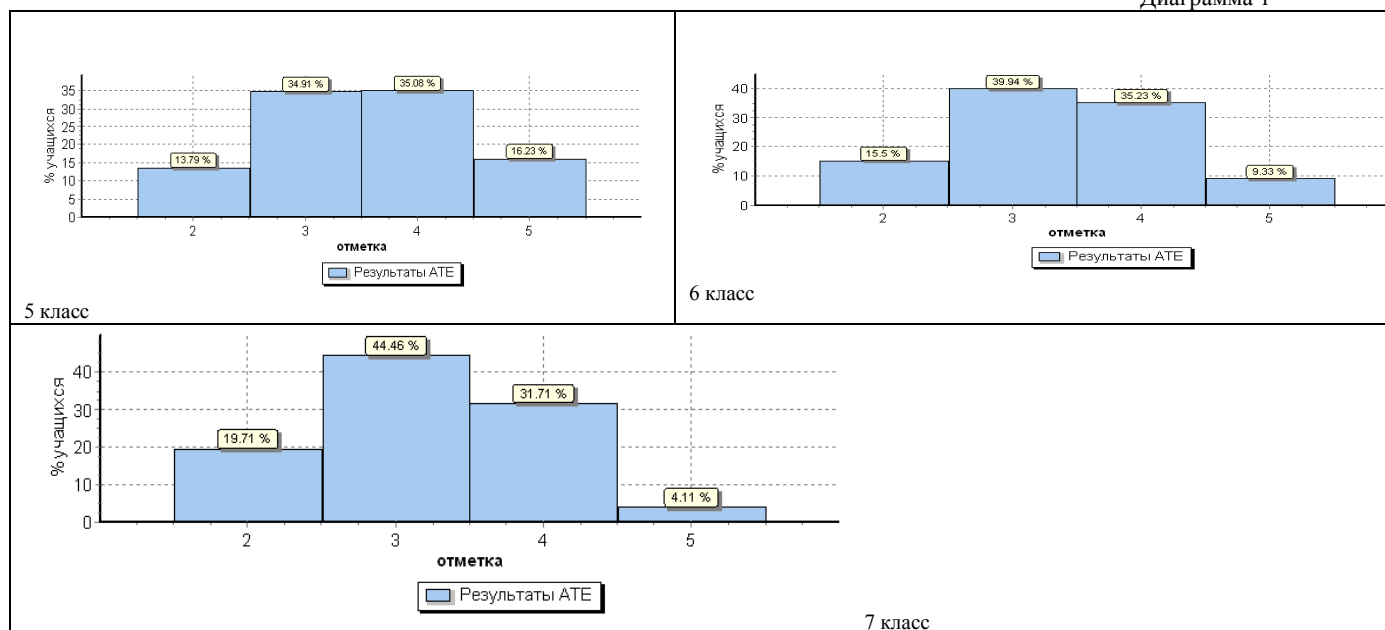 Диаграмма 1
34.91 %
35.08 %
13.79 %
16.23 %
35
30
25
20
15
10
5
0
% учащихся
2 3 4 5
отметка
Результаты АТЕ
5 класс
39.94 %
35.23 %
15.5 %
9.33 %
40
30
20
10
0
% учащихся
2 3 4 5
отметка
Результаты АТЕ
6 класс
44.46 %
31.71 %
19.71 %
4.11 %
40
30
20
10
0
% учащихся
2 3 4 5
отметка
Результаты АТЕ
7 класс